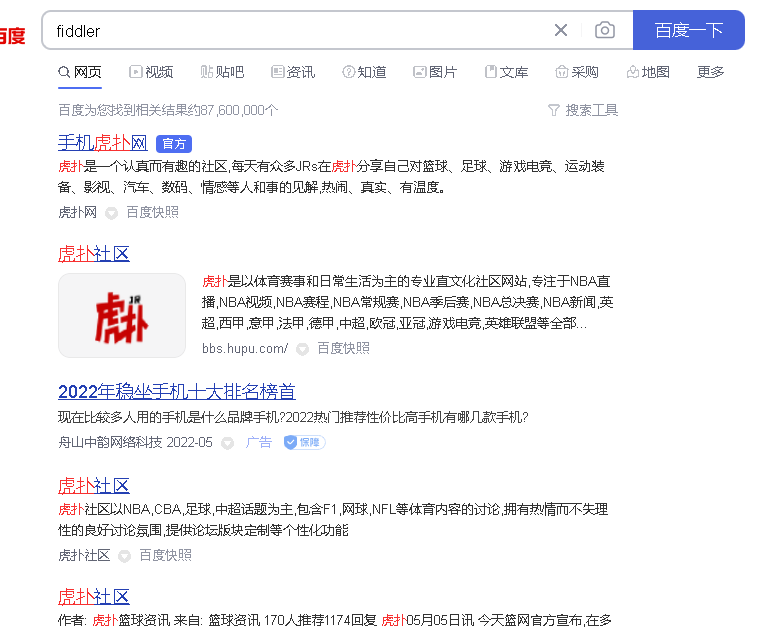 百度
fiddler
百度一下
网页 视频 贴吧 资讯 知道 图片 文库 采购 地图 更多
百度为您找到相关结果约87,600,000个 搜索工具
手机虎扑网 官方
虎扑是一个认真而有趣的社区,每天有众多JRs在虎扑分享自己对篮球、足球、游戏电竞、运动装
备、影视、汽车、数码、情感等人和事的见解,热闹、真实、有温度。
虎扑网 百度快照
虎扑社区
虎扑是以体育赛事和日常生活为主的专业直文化社区网站,专注于NBA直
播,NBA视频,NBA赛程,NBA常规赛,NBA季后赛,NBA总决赛,NBA新闻,英
超,西甲,意甲,法甲,德甲,中超,欧冠,亚冠,游戏电竞,英雄联盟等全部...
虎扑JR
bbs.hupu.com/ 百度快照
2022年稳坐手机十大排名榜首
现在比较多人用的手机是什么品牌手机?2022热门推荐性价比高手机有哪几款手机?
舟山中韵网络科技 2022-05 广告 保障
虎扑社区
虎扑社区以NBA,CBA,足球,中超话题为主,包含F1,网球,NFL等体育内容的讨论,拥有热情而不失理
性的良好讨论氛围,提供论坛版块定制等个性化功能
虎扑社区 百度快照
虎扑社区
作者: 虎扑篮球资讯 来自: 篮球资讯 170人推荐1174回复 虎扑05月05日讯 今天篮网官方宣布,在多